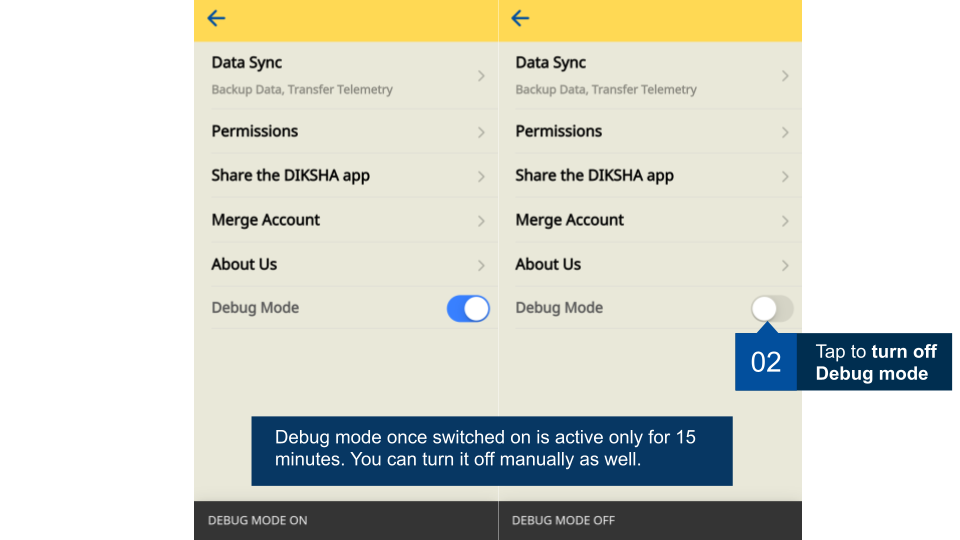 Data Sync
Backup Data, Transfer Telemetry
Permissions
Share the DIKSHA app
Merge Account
About Us
Debug Mode
DEBUG MODE ON
Data Sync
Backup Data, Transfer Telemetry
Permissions
Share the DIKSHA app
Merge Account
About Us
Debug Mode
DEBUG MODE OFF
02
Tap to turn off
Debug mode
Debug mode once switched on is active only for 15
minutes. You can turn it off manually as well.